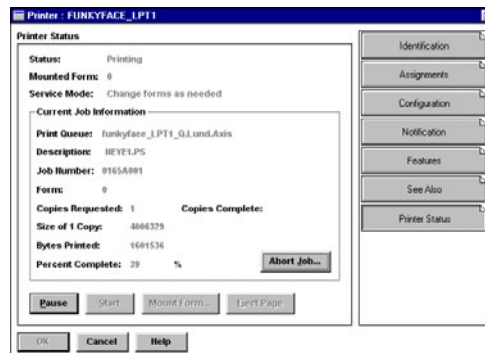 Printer : FUNKYFACE_LPT1
Printer Status
Status: Printing
Mounted Form: 0
Service Mode: Change forms as needed
Current Job Information
Print Queue: funkyface_LPT1_Q.Lund.Axis
Description: NEYE1.PS
Job Number: 0165A001
Form: 0
Copies Requested: 1 Copies Complete:
Size of 1 Copy: 4006329
Bytes Printed: 1601536
Percent Complete: 39 %
Abort Job...
Pause Start Mount Form... Eject Page
OK Cancel Help
Identification
Assignments
Configuration
Notification
Features
See Also
Printer Status